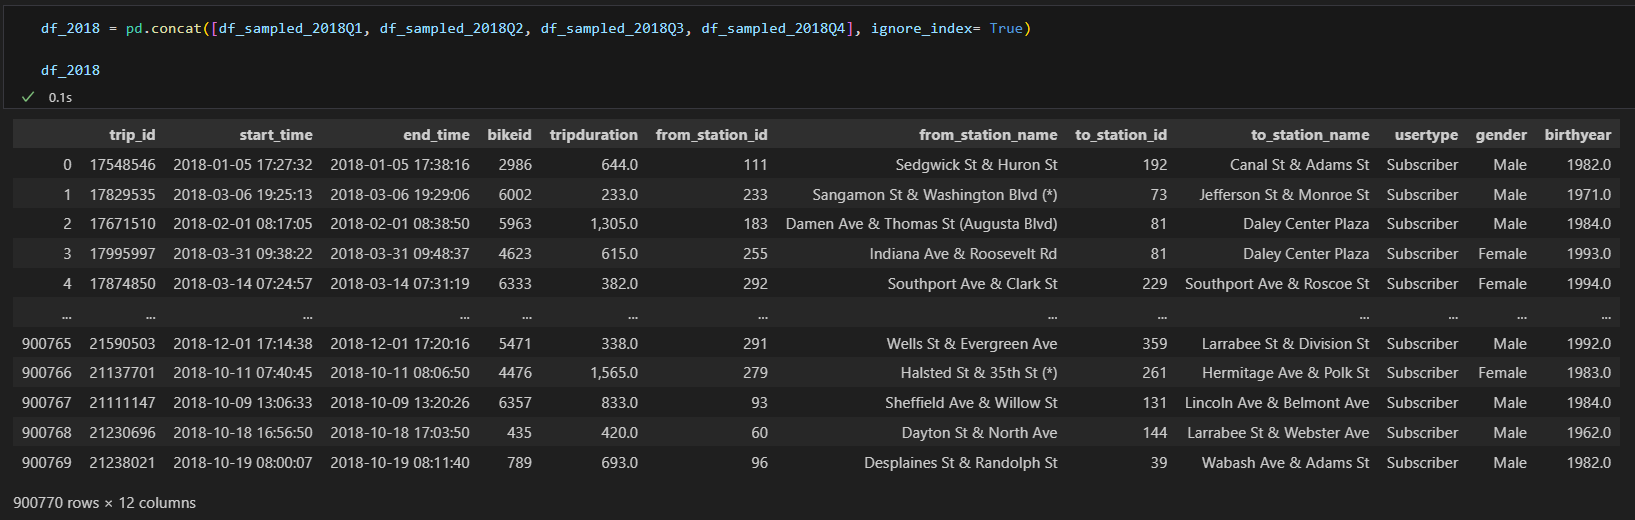 df_2018 = pd.concat([df_sampled_2018Q1, df_sampled_2018Q2, df_sampled_2018Q3, df_sampled_2018Q4], ignore_index= True)
df_2018
0.1s
trip_id start_time end_time bikeid tripduration from_station_id from_station_name to_station_id to_station_name usertype gender birthyear
0 17548546 2018-01-05 17:27:32 2018-01-05 17:38:16 2986 644.0 111 Sedgwick St & Huron St 192 Canal St & Adams St Subscriber Male 1982.0
1 17829535 2018-03-06 19:25:13 2018-03-06 19:29:06 6002 233.0 233 Sangamon St & Washington Blvd (*) 73 Jefferson St & Monroe St Subscriber Male 1971.0
2 17671510 2018-02-01 08:17:05 2018-02-01 08:38:50 5963 1,305.0 183 Damen Ave & Thomas St (Augusta Blvd) 81 Daley Center Plaza Subscriber Male 1984.0
3 17995997 2018-03-31 09:38:22 2018-03-31 09:48:37 4623 615.0 255 Indiana Ave & Roosevelt Rd 81 Daley Center Plaza Subscriber Female 1993.0
4 17874850 2018-03-14 07:24:57 2018-03-14 07:31:19 6333 382.0 292 Southport Ave & Clark St 229 Southport Ave & Roscoe St Subscriber Female 1994.0
... ... ... ... ... ... ... ... ... ... ... ... ...
900765 21590503 2018-12-01 17:14:38 2018-12-01 17:20:16 5471 338.0 291 Wells St & Evergreen Ave 359 Larrabee St & Division St Subscriber Male 1992.0
900766 21137701 2018-10-11 07:40:45 2018-10-11 08:06:50 4476 1,565.0 279 Halsted St & 35th St (*) 261 Hermitage Ave & Polk St Subscriber Female 1983.0
900767 21111147 2018-10-09 13:06:33 2018-10-09 13:20:26 6357 833.0 93 Sheffield Ave & Willow St 131 Lincoln Ave & Belmont Ave Subscriber Male 1984.0
900768 21230696 2018-10-18 16:56:50 2018-10-18 17:03:50 435 420.0 60 Dayton St & North Ave 144 Larrabee St & Webster Ave Subscriber Male 1962.0
900769 21238021 2018-10-19 08:00:07 2018-10-19 08:11:40 789 693.0 96 Desplaines St & Randolph St 39 Wabash Ave & Adams St Subscriber Male 1982.0
900770 rows × 12 columns